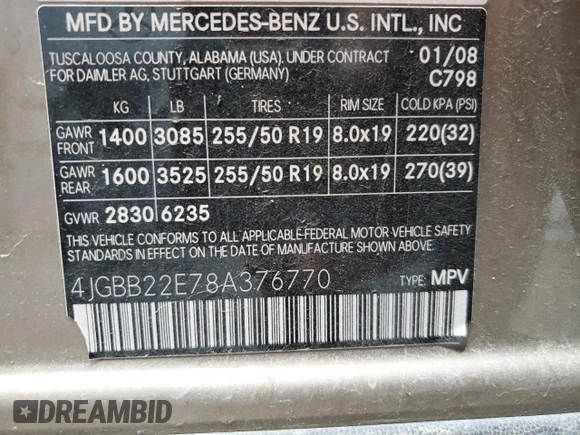 MFD BY MERCEDES-BENZ U.S. INTL., INC
TUSCALOOSA COUNTY, ALABAMA (USA). UNDER CONTRACT 01/08
FOR DAIMLER AG, STUTTGART (GERMANY) C798
KG LB TIRES RIM SIZE COLD KPA (PSI)
GAWR FRONT 1400 3085 255/50 R19 8.0x19 220(32)
GAWR REAR 1600 3525 255/50 R19 8.0x19 270(39)
GVWR 2830 6235
THIS VEHICLE CONFORMS TO ALL APPLICABLE FEDERAL MOTOR VEHICLE SAFETY
STANDARDS IN EFFECT ON THE DATE OF MANUFACTURE SHOWN ABOVE
4JGBB22E78A376770 TYPE: MPV
DREAMBID